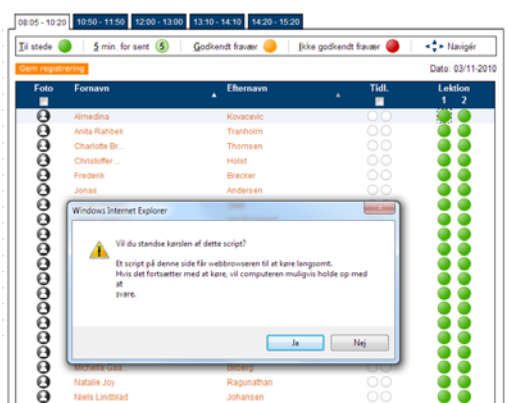 08:05 - 10:20 10:50 - 11:50 12:00 - 13:00 13:10 - 14:10 14:20 - 15:20
Til stede 5 min. for sent 5 Godkendt fravær Ikke godkendt fravær Navigér
Gem registrering Dato: 03/11-2010
Foto Fornavn Efternavn Tidl. Lektion
1 2
Almedina Kovacevic
Anita Rahbek Tranholm
Charlotte Br... Thomsen
Christoffer ... Holst
Frederik Bracker
Jonas Andersen
Windows Internet Explorer
Vil du standse kørslen af dette script?
Et script på denne side får webbrowseren til at køre langsomt.
Hvis det fortsætter med at køre, vil computeren muligvis holde op med
at
svare.
Ja Nej
Michella Gaa... Bilberg
Natalie Joy Ragunathan
Niels Lindblad Johansen